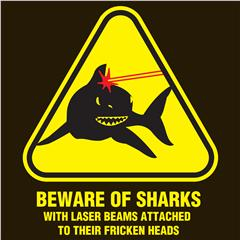 BEWARE OF SHARKS
WITH LASER BEAMS ATTACHED
TO THEIR FRICKEN HEADS